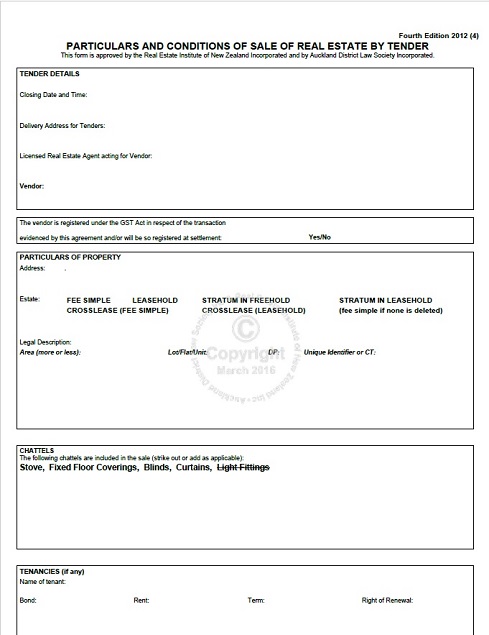 Fourth Edition 2012 (4)
PARTICULARS AND CONDITIONS OF SALE OF REAL ESTATE BY TENDER
This form is approved by the Real Estate Institute of New Zealand Incorporated and by Auckland District Law Society Incorporated.
TENDER DETAILS
Closing Date and Time:
Delivery Address for Tenders:
Licensed Real Estate Agent acting for Vendor:
Vendor:
The vendor is registered under the GST Act in respect of the transaction
evidenced by this agreement and/or will be so registered at settlement: Yes/No
PARTICULARS OF PROPERTY
Address:
Estate: FEE SIMPLE LEASEHOLD STRATUM IN FREEHOLD STRATUM IN LEASEHOLD
CROSSLEASE (FEE SIMPLE) CROSSLEASE (LEASEHOLD) (fee simple if none is deleted)
Legal Description:
Area (more or less): Lot/Flat/Unit: DP: Unique Identifier or CT:
©
Copyright
March 2016
CHATTELS
The following chattels are included in the sale (strike out or add as applicable):
Stove, Fixed Floor Coverings, Blinds, Curtains, Light Fittings
TENANCIES (if any)
Name of tenant:
Bond: Rent: Term: Right of Renewal: